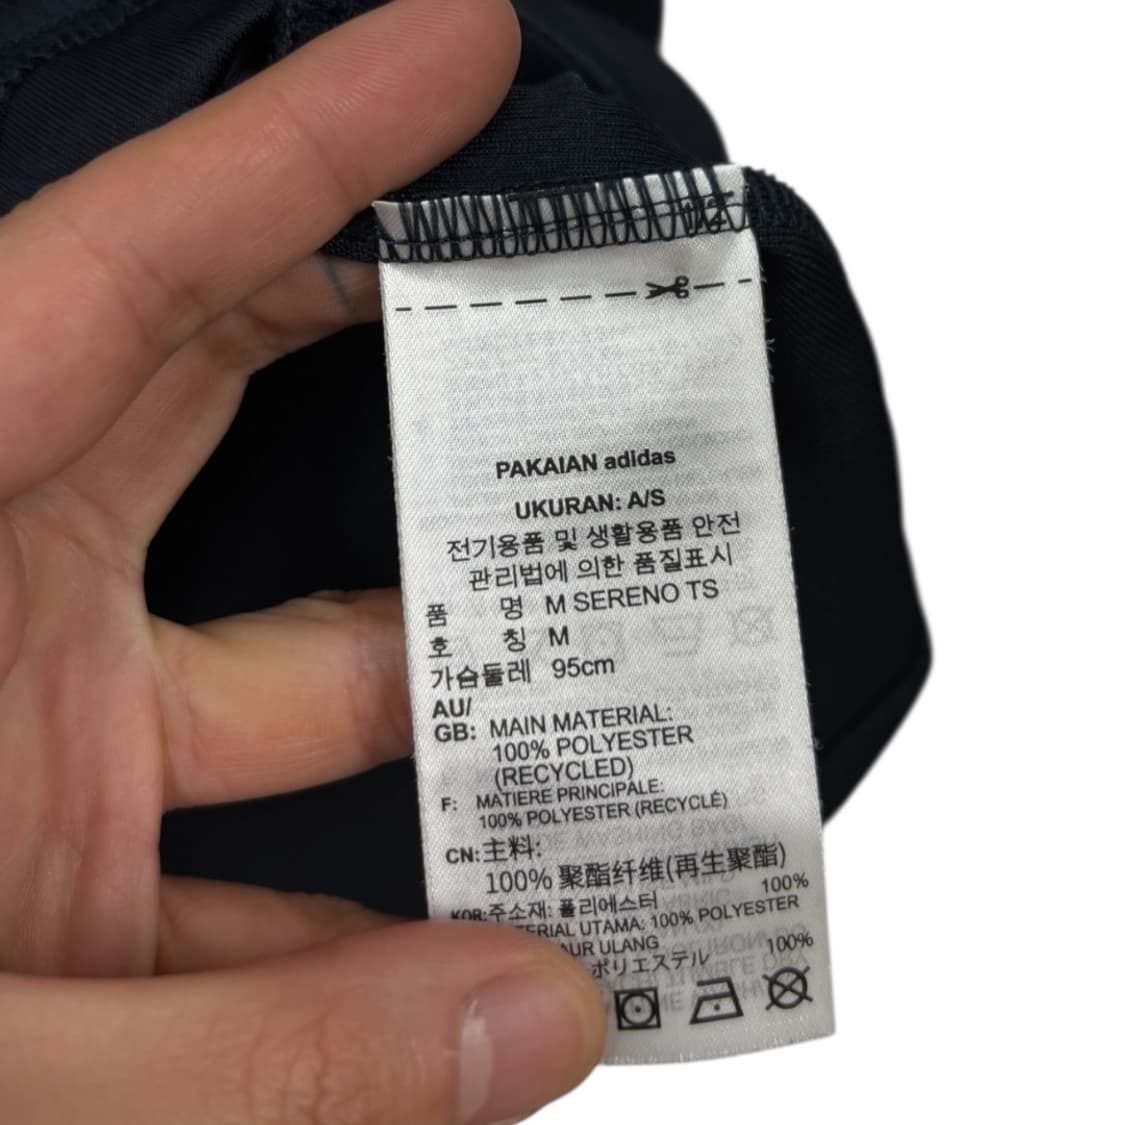 1/2
PAKAIAN adidas
UKURAN: A/S
전기용품 및 생활용품 안전
관리법에 의한 품질표시
품 명 M SERENO TS
호 칭 M
가슴둘레 95cm
AU/
GB: MAIN MATERIAL:
100% POLYESTER
(RECYCLED)
F: MATIERE PRINCIPALE:
100% POLYESTER (RECYCLÉ)
CN: 主料:
100% 聚酯纤维(再生聚酯)
KOR: 주소재: 폴리에스터 100%
UTAMA: 100% POLYESTER
ULANG
ポリエステル 100%